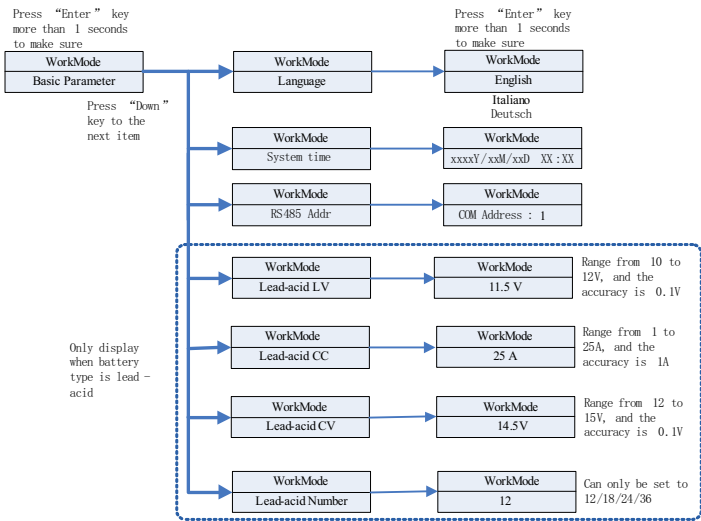 Press “Enter” key
more than 1 seconds
to make sure
WorkMode
Basic Parameter
Press “Down”
key to the
next item
WorkMode
Language
Press “Enter” key
more than 1 seconds
to make sure
WorkMode
English
Italiano
Deutsch
WorkMode
System time
WorkMode
xxxxY/xxM/xxD XX:XX
WorkMode
RS485 Addr
WorkMode
COM Address : 1
Only display
when battery
type is lead -
acid
WorkMode
Lead-acid LV
WorkMode
11.5 V
Range from 10 to
12V, and the
accuracy is 0.1V
WorkMode
Lead-acid CC
WorkMode
25 A
Range from 1 to
25A, and the
accuracy is 1A
WorkMode
Lead-acid CV
WorkMode
14.5V
Range from 12 to
15V, and the
accuracy is 0.1V
WorkMode
Lead-acid Number
WorkMode
12
Can only be set to
12/18/24/36